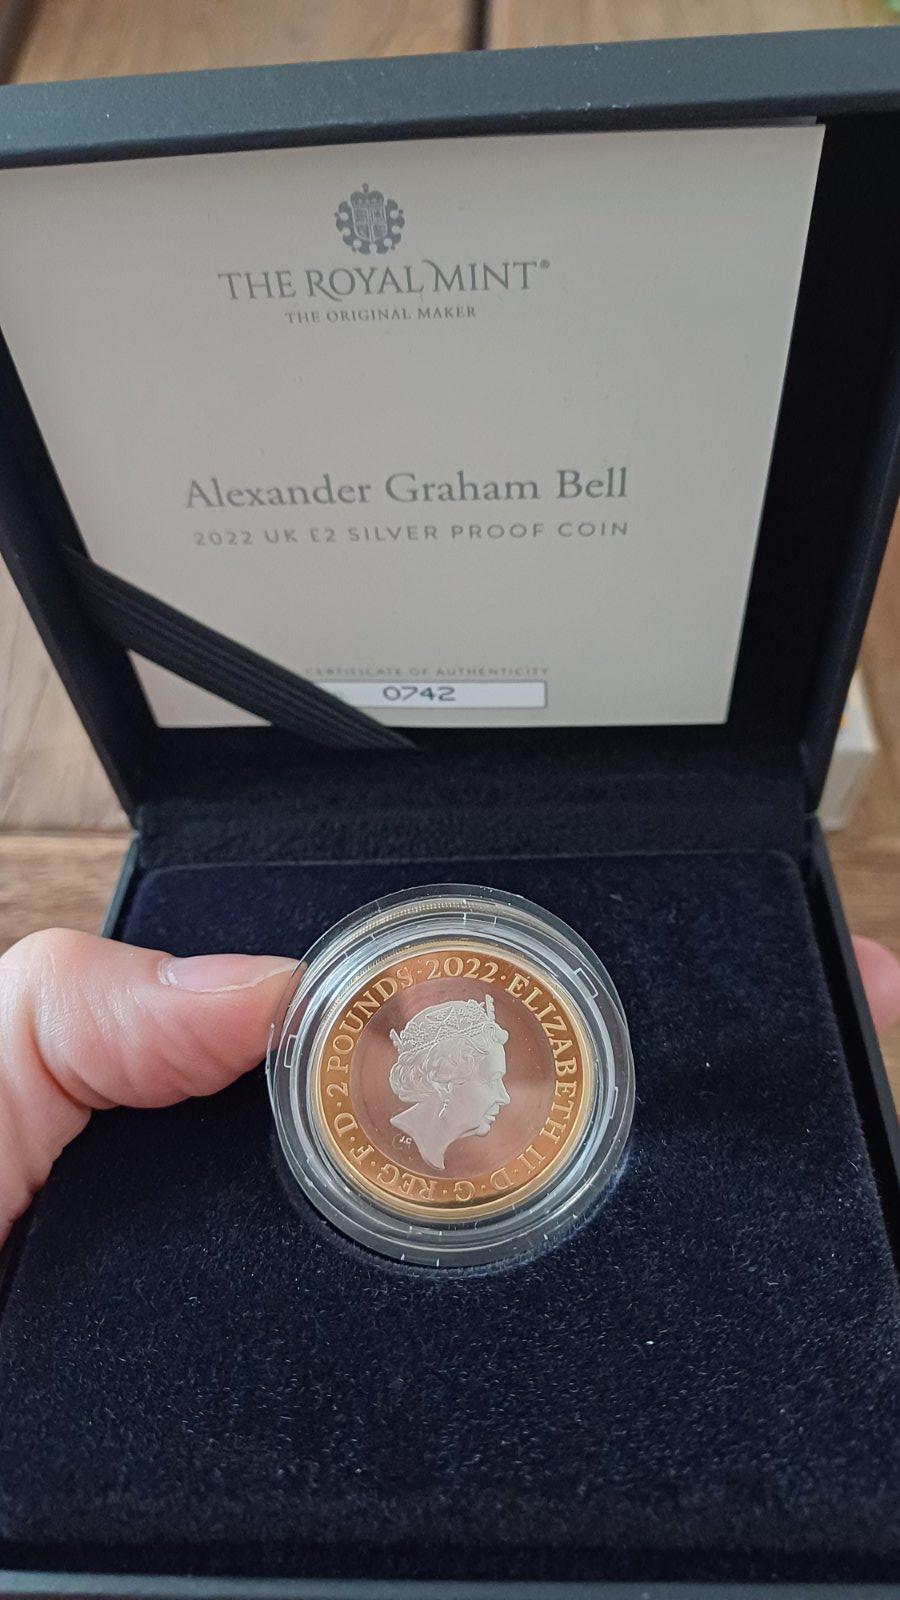 THE ROYAL MINT®
THE ORIGINAL MAKER
Alexander Graham Bell
2022 UK £2 SILVER PROOF COIN
CERTIFICATE OF AUTHENTICITY
0742
2 POUNDS · 2022 · ELIZABETH II · D · G · REG · F · D ·
J.C